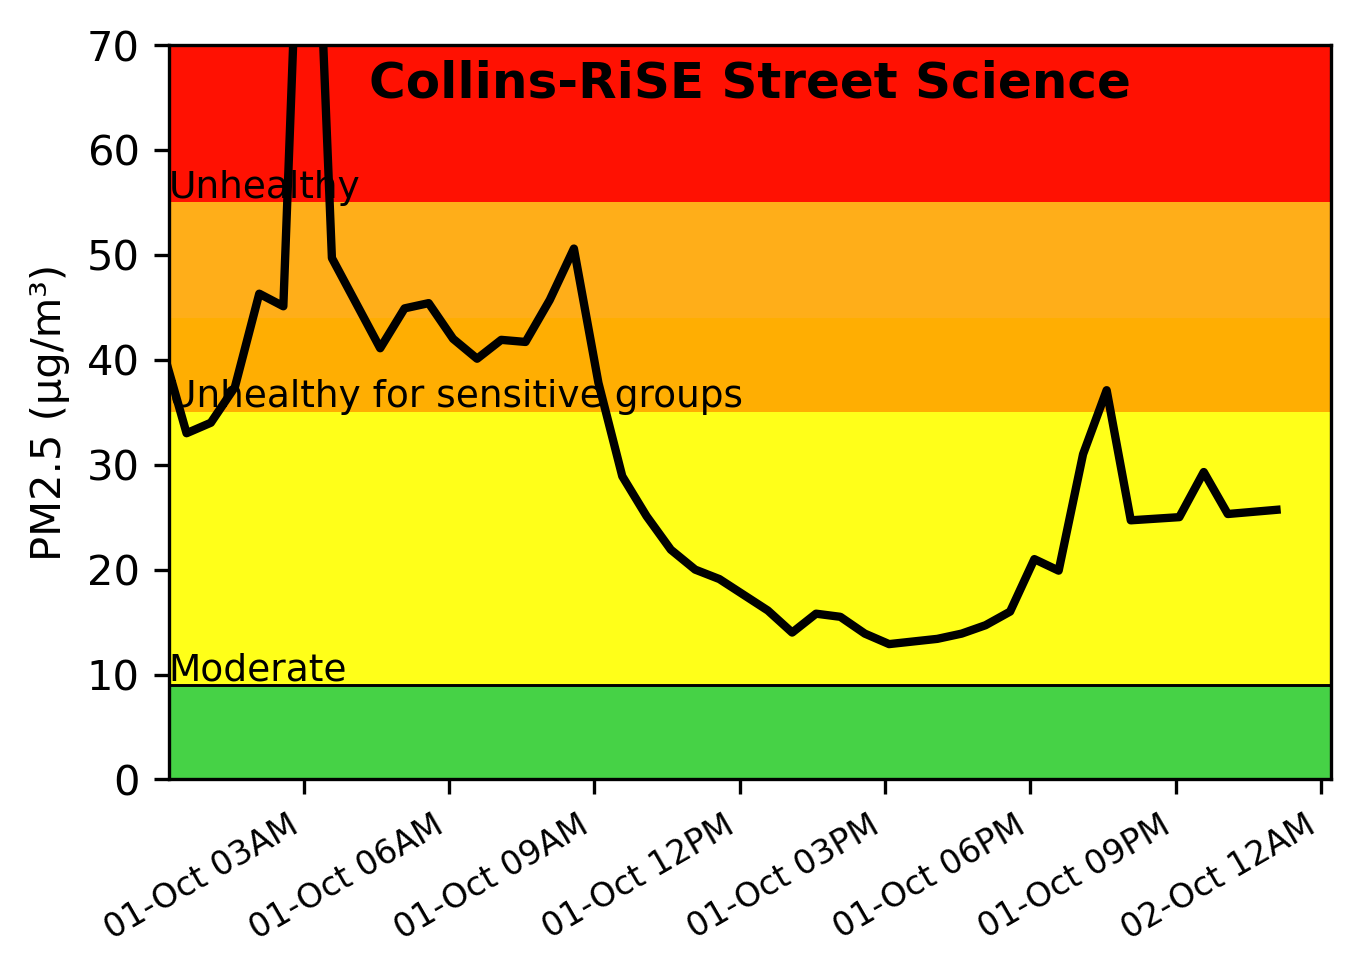 Collins-RiSE Street Science
PM2.5 (µg/m³)
70
60
50
40
30
20
10
0
Unhealthy
Unhealthy for sensitive groups
Moderate
01-Oct 03AM
01-Oct 06AM
01-Oct 09AM
01-Oct 12PM
01-Oct 03PM
01-Oct 06PM
01-Oct 09PM
02-Oct 12AM